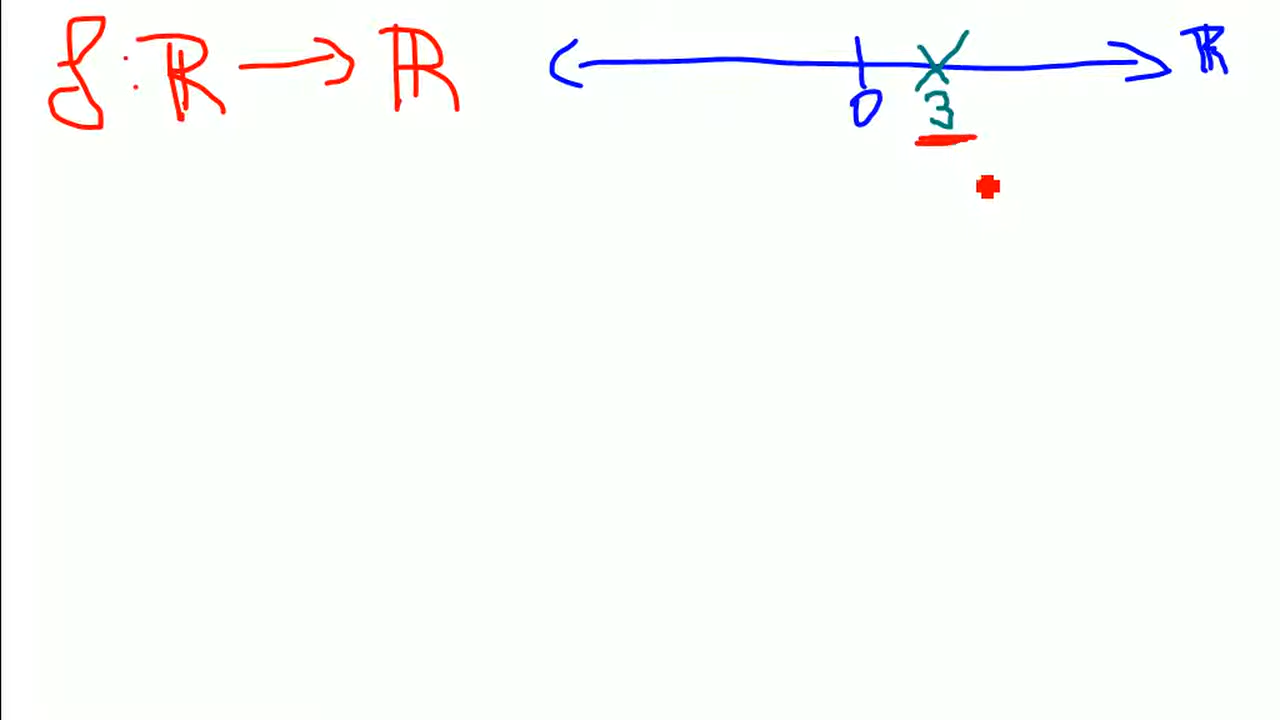 f: ℝ → ℝ
ℝ
0 3